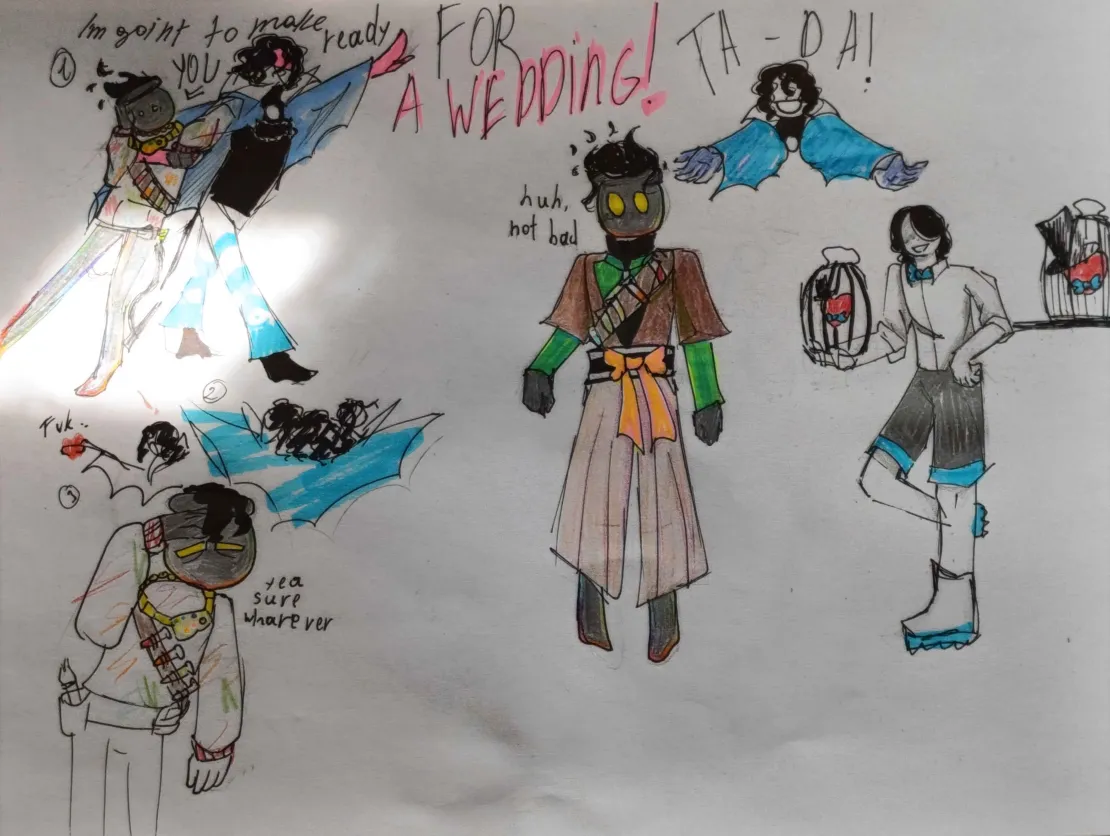 I'm goint to make ready
①
YOU
FOR
A WEDDING!
TA-DA!
huh,
not bad
②
Fuk..
③
yea
sure
whatever